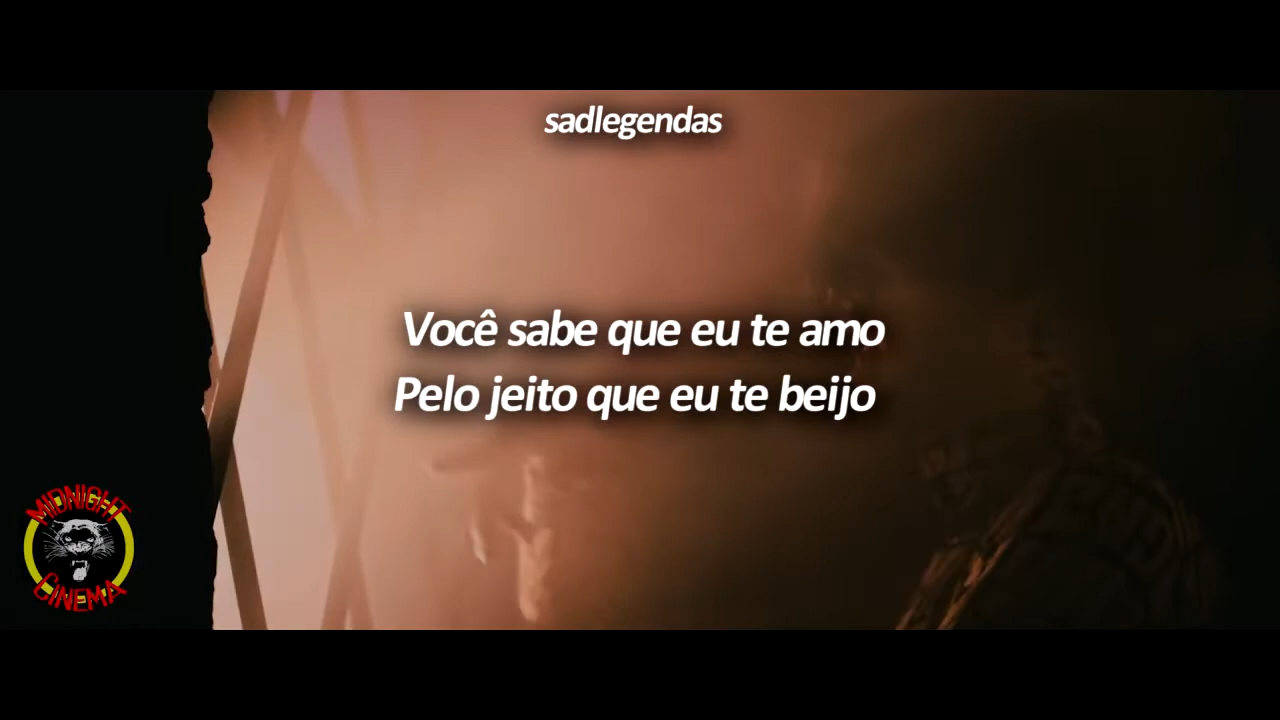 sadlegendas
Você sabe que eu te amo
Pelo jeito que eu te beijo
MIDNIGHT
CINEMA